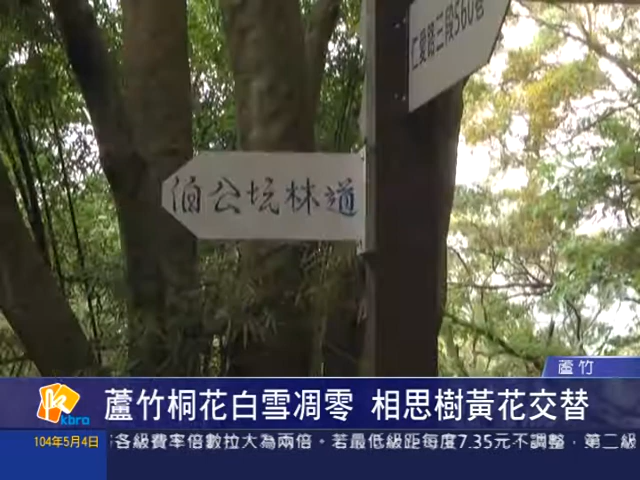 仁愛路三段560巷
伯公坑林道
蘆竹
kbro
蘆竹桐花白雪凋零 相思樹黃花交替
104年5月4日
各級費率倍數拉大為兩倍。若最低級距每度7.35元不調整，第二級